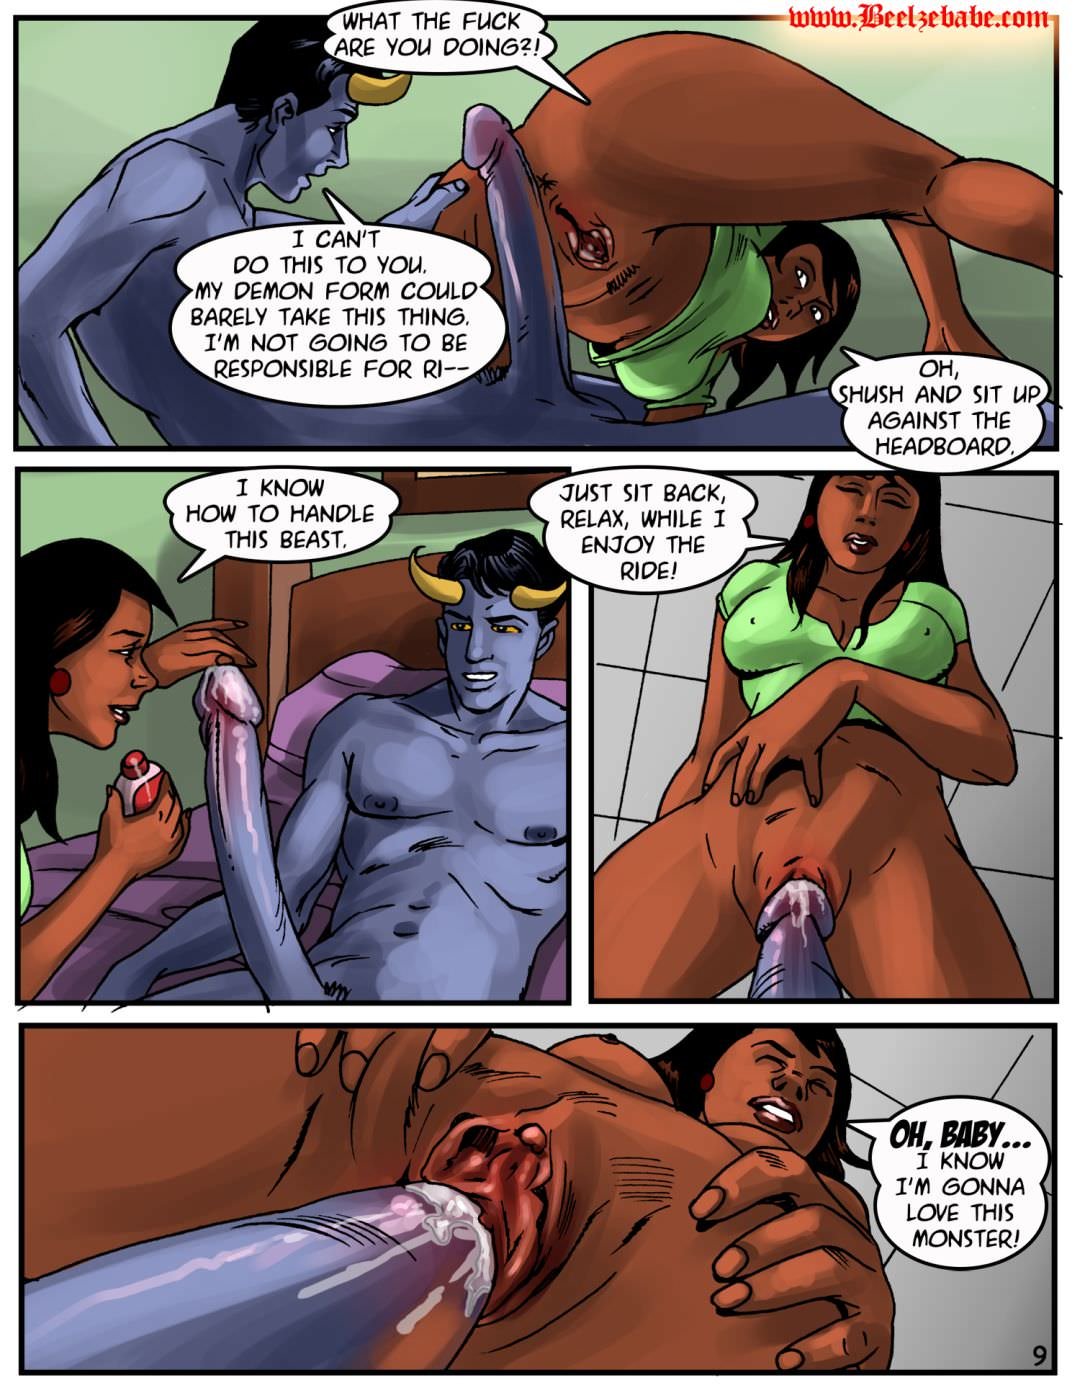 www.Beelzebabe.com
WHAT THE FUCK
ARE YOU DOING?!
I CAN'T
DO THIS TO YOU.
MY DEMON FORM COULD
BARELY TAKE THIS THING.
I'M NOT GOING TO BE
RESPONSIBLE FOR RI--
OH,
SHUSH AND SIT UP
AGAINST THE
HEADBOARD.
I KNOW
HOW TO HANDLE
THIS BEAST.
JUST SIT BACK,
RELAX, WHILE I
ENJOY THE
RIDE!
OH, BABY...
I KNOW
I'M GONNA
LOVE THIS
MONSTER!
9